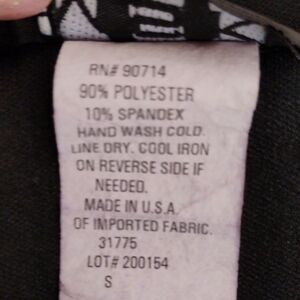 RN# 90714
90% POLYESTER
10% SPANDEX
HAND WASH COLD.
LINE DRY. COOL IRON
ON REVERSE SIDE IF
NEEDED.
MADE IN U.S.A.
OF IMPORTED FABRIC.
31775
LOT# 200154
S